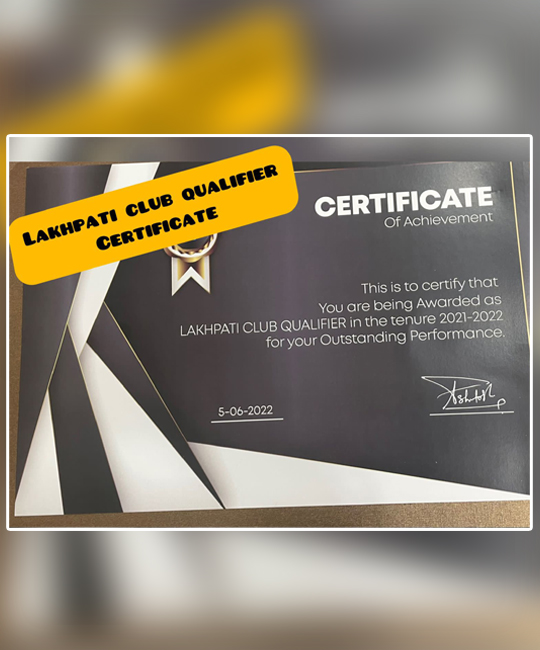 LAKHPATI CLUB QUALIFIER
CERTIFICATE
CERTIFICATE
Of Achievement
This is to certify that
You are being Awarded as
LAKHPATI CLUB QUALIFIER in the tenure 2021-2022
for your Outstanding Performance.
5-06-2022